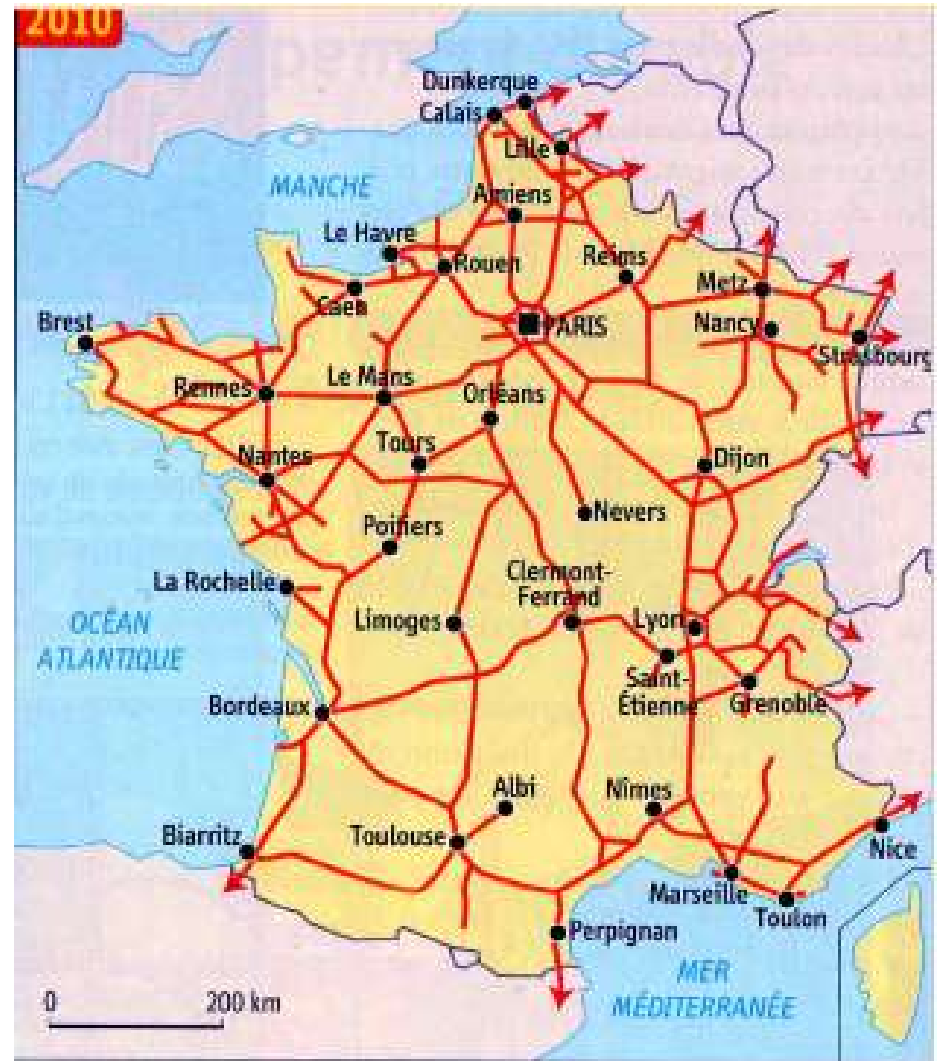 2010
Dunkerque
Calais
Lille
MANCHE
Amiens
Le Havre
Rouen
Reims
Metz
Caen
Brest
PARIS
Nancy
Strasbourg
Rennes
Le Mans
Orléans
Nantes
Tours
Dijon
Nevers
Poitiers
La Rochelle
Clermont-
Ferrand
OCÉAN
ATLANTIQUE
Limoges
Lyon
Saint-
Étienne
Grenoble
Bordeaux
Albi
Nîmes
Biarritz
Toulouse
Nice
Marseille
Toulon
Perpignan
MER
MÉDITERRANÉE
0 200 km